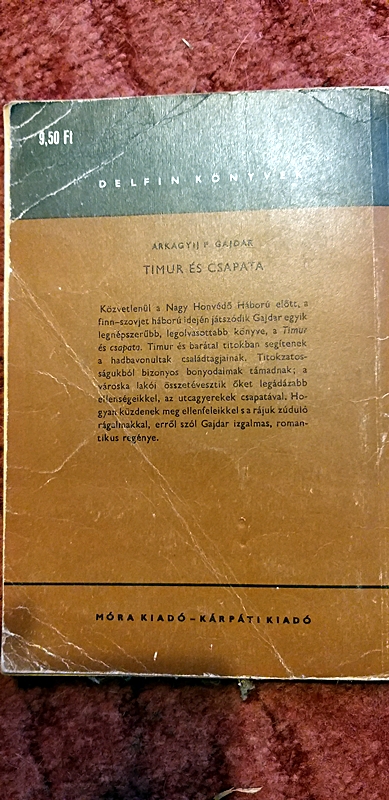 9,50 Ft
DELFIN KÖNYVEK
ARKAGYIJ P. GAJDAR
TIMUR ÉS CSAPATA
Közvetlenül a Nagy Honvédő Háború előtt, a
finn–szovjet háború idején játszódik Gajdar egyik
legnépszerűbb, legolvasottabb könyve, a Timur
és csapata. Timur és barátai titokban segítenek
a hadbavonultak családtagjainak. Titokzatos-
ságukból bizonyos bonyodalmak támadnak; a
városka lakói összetévesztik őket legádázabb
ellenségeikkel, az utcagyerekek csapatával. Ho-
gyan küzdenek meg ellenfeleikkel s a rájuk zúduló
rágalmakkal, erről szól Gajdar izgalmas, roman-
tikus regénye.
MÓRA KIADÓ – KÁRPÁTI KIADÓ